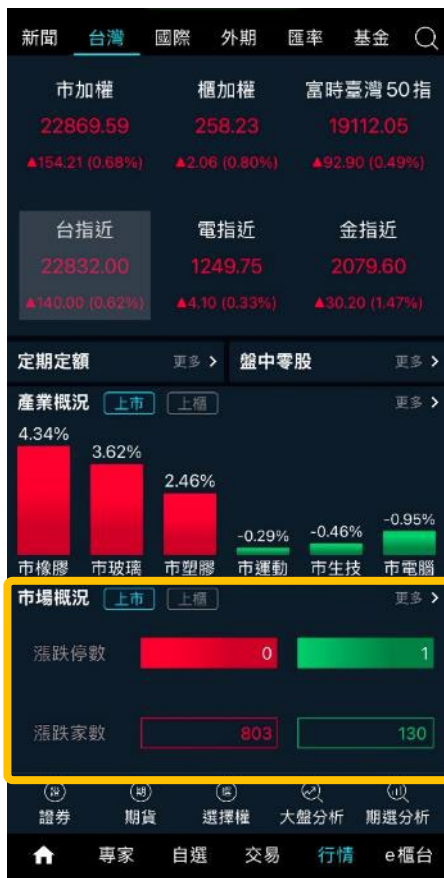 新聞 台灣 國際 外期 匯率 基金
市加權 櫃加權 富時臺灣50指
22869.59 258.23 19112.05
▲154.21 (0.68%) ▲2.06 (0.80%) ▲92.90 (0.49%)
台指近 電指近 金指近
22832.00 1249.75 2079.60
▲140.00 (0.62%) ▲4.10 (0.33%) ▲30.20 (1.47%)
定期定額 更多 > 盤中零股 更多 >
產業概況 上市 上櫃 更多 >
4.34%
3.62%
2.46%
-0.29% -0.46% -0.95%
市橡膠 市玻璃 市塑膠 市運動 市生技 市電腦
市場概況 上市 上櫃 更多 >
漲跌停數 0 1
漲跌家數 803 130
證券 期貨 選擇權 大盤分析 期選分析
專家 自選 交易 行情 e櫃台